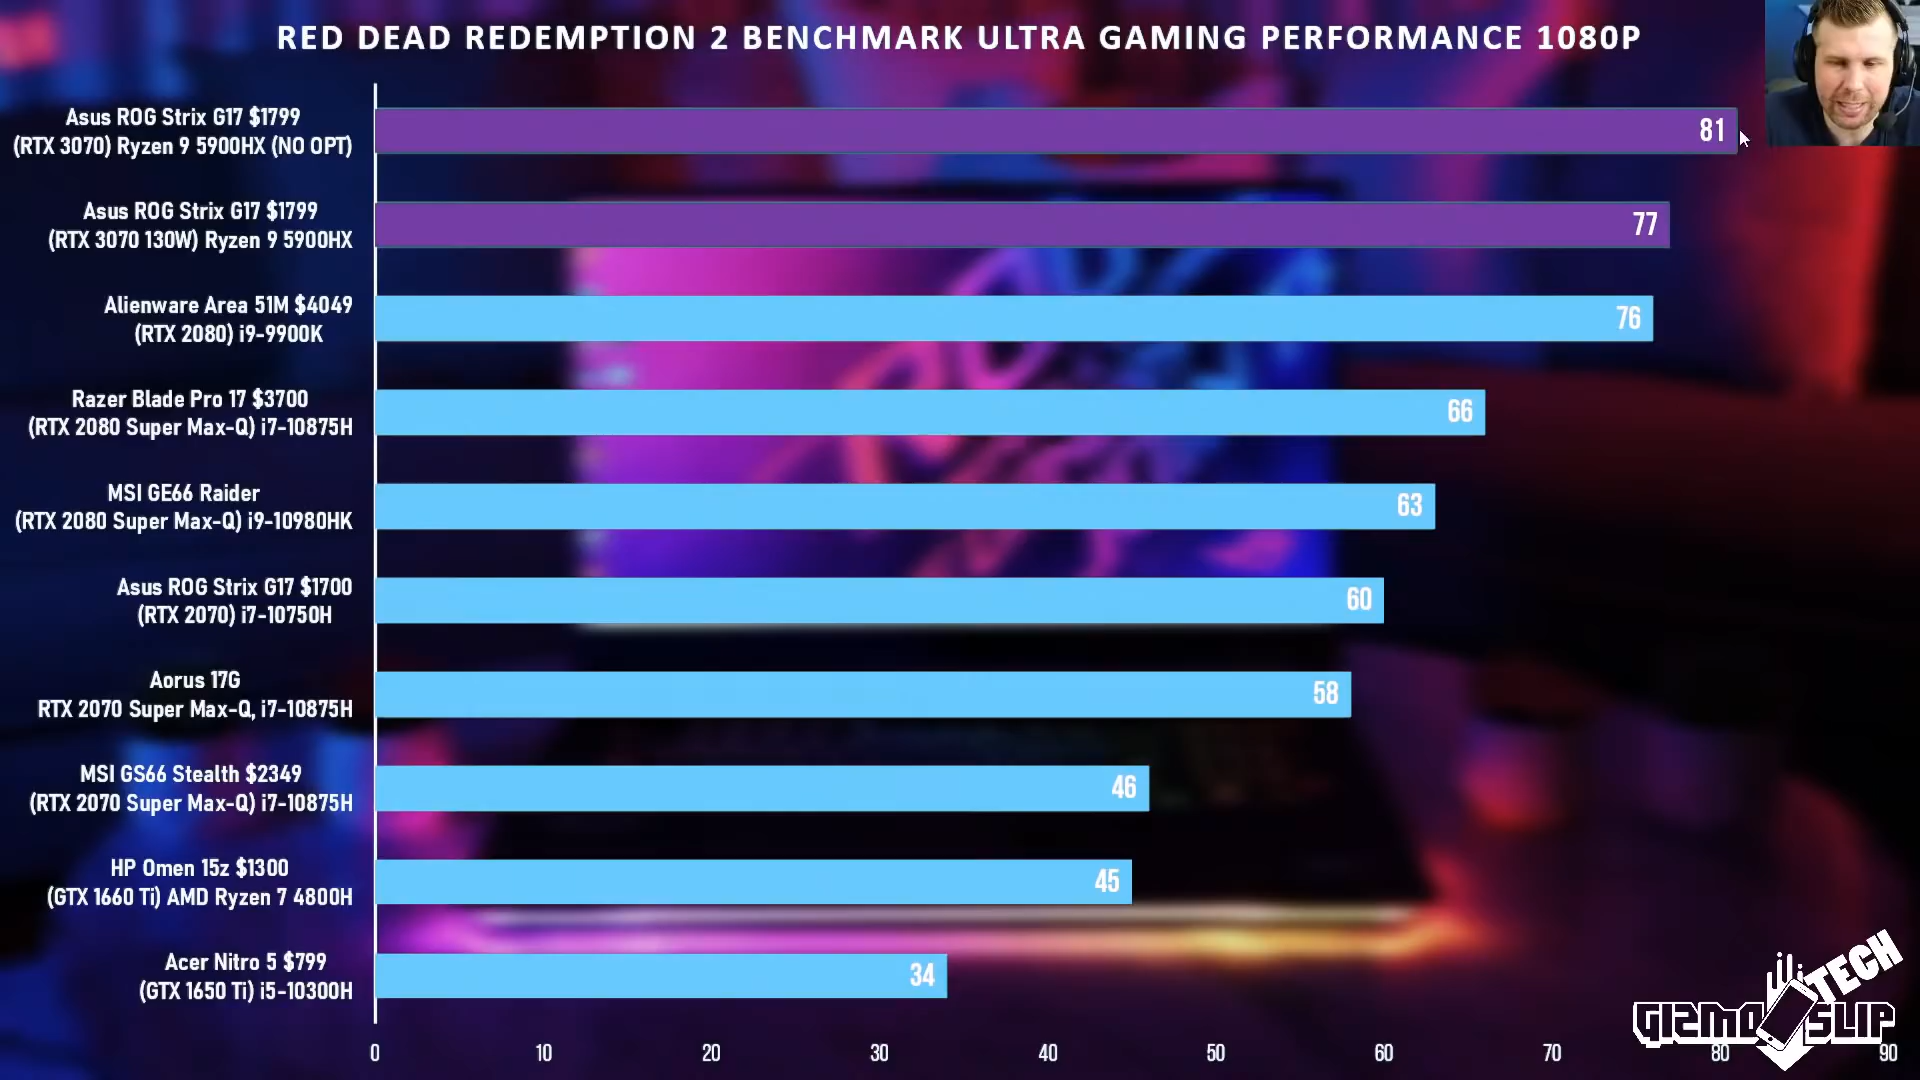 RED DEAD REDEMPTION 2 BENCHMARK ULTRA GAMING PERFORMANCE 1080P
Asus ROG Strix G17 $1799
(RTX 3070) Ryzen 9 5900HX (NO OPT)
81
Asus ROG Strix G17 $1799
(RTX 3070 130W) Ryzen 9 5900HX
77
Alienware Area 51M $4049
(RTX 2080) i9-9900K
76
Razer Blade Pro 17 $3700
(RTX 2080 Super Max-Q) i7-10875H
66
MSI GE66 Raider
(RTX 2080 Super Max-Q) i9-10980HK
63
Asus ROG Strix G17 $1700
(RTX 2070) i7-10750H
60
Aorus 17G
RTX 2070 Super Max-Q, i7-10875H
58
MSI GS66 Stealth $2349
(RTX 2070 Super Max-Q) i7-10875H
46
HP Omen 15z $1300
(GTX 1660 Ti) AMD Ryzen 7 4800H
45
Acer Nitro 5 $799
(GTX 1650 Ti) i5-10300H
34
0 10 20 30 40 50 60 70 80 90
GIZMO SLIP
TECH